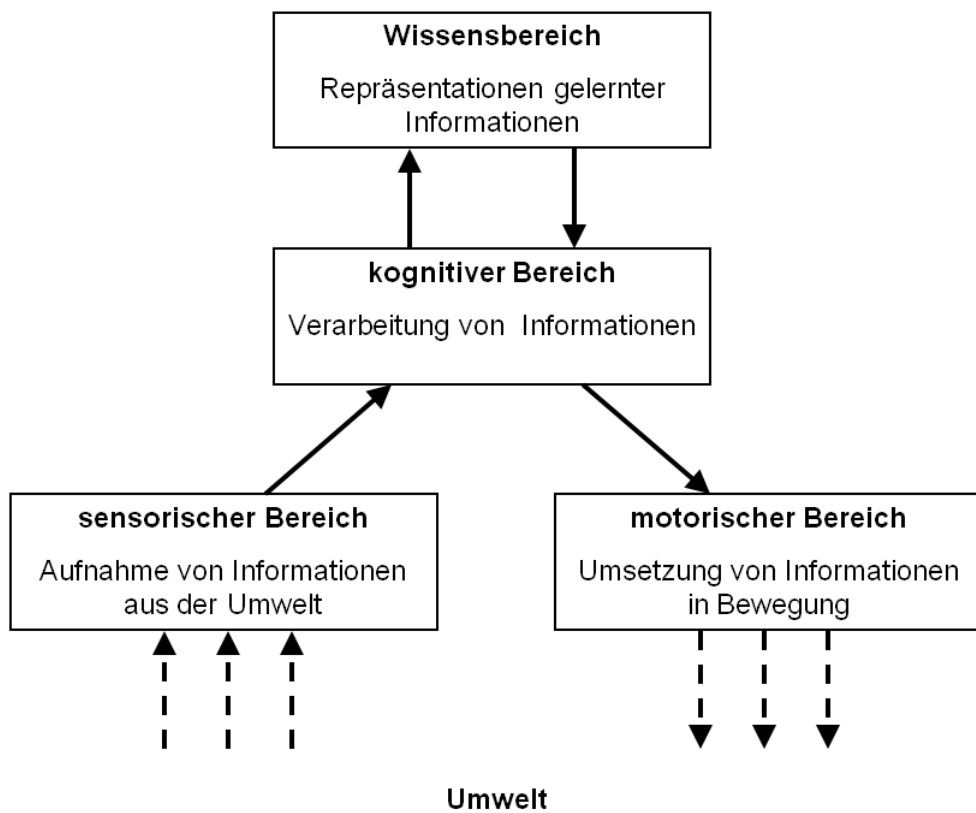 Wissensbereich
Repräsentationen gelernter
Informationen
kognitiver Bereich
Verarbeitung von Informationen
sensorischer Bereich
Aufnahme von Informationen
aus der Umwelt
motorischer Bereich
Umsetzung von Informationen
in Bewegung
Umwelt